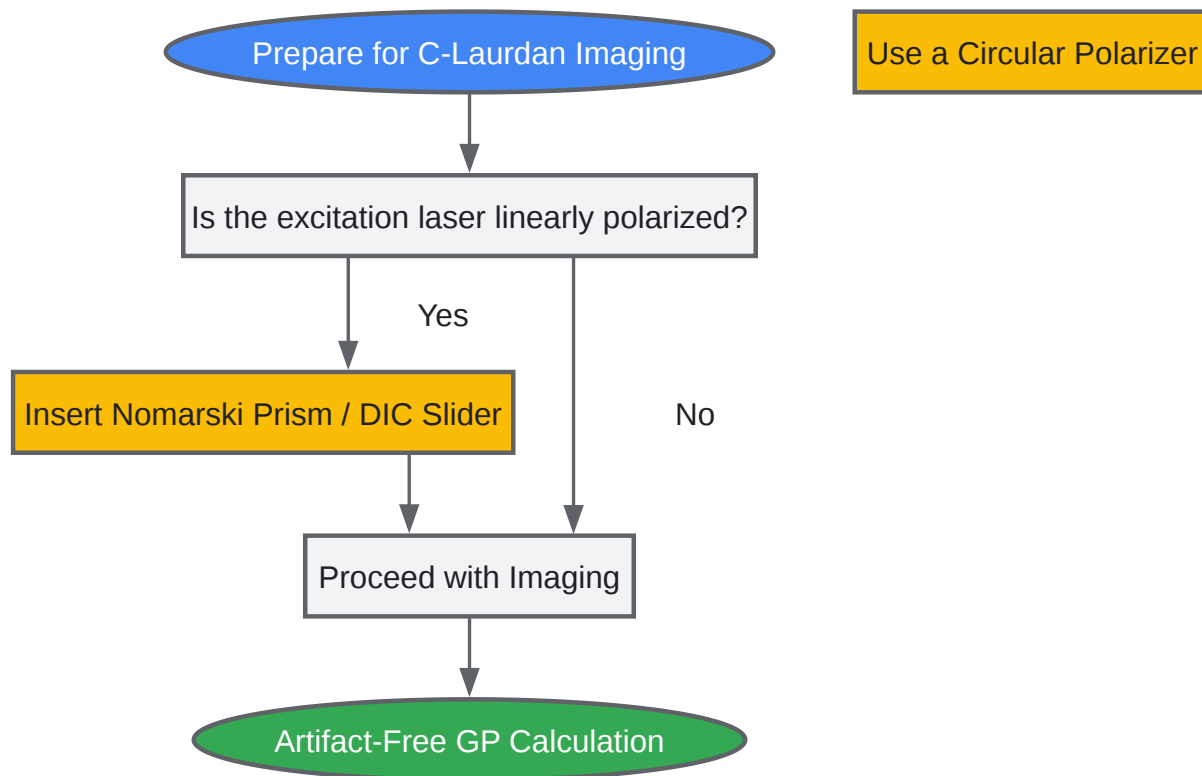 Prepare for C-Laurdan Imaging
Use a Circular Polarizer
Is the excitation laser linearly polarized?
Yes
Insert Nomarski Prism / DIC Slider
No
Proceed with Imaging
Artifact-Free GP Calculation